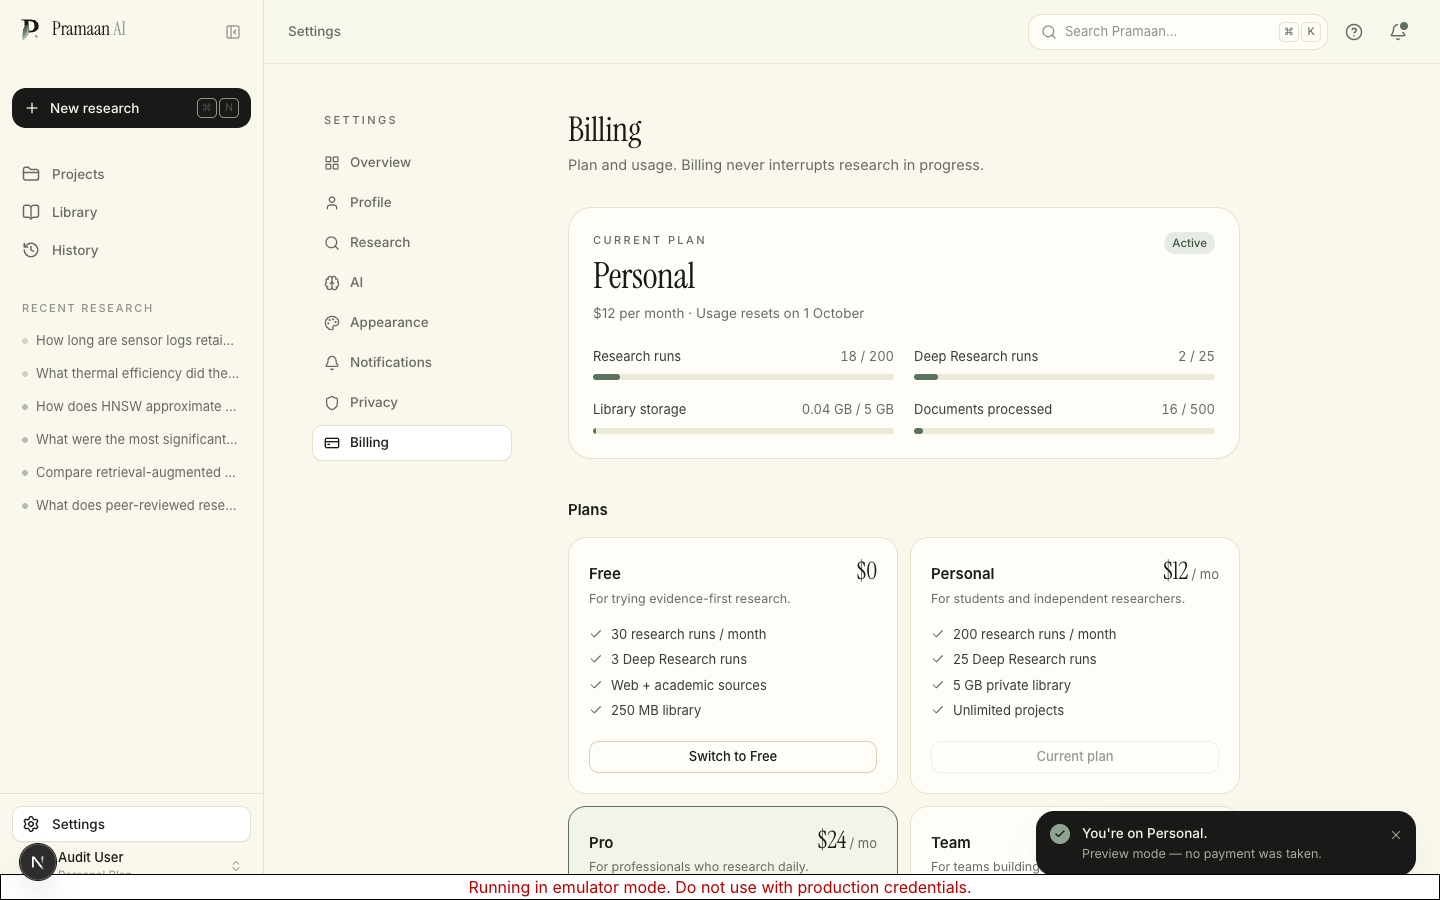 Pramaan AI
Settings
Search Pramaan...
⌘ K
New research
⌘ N
Projects
Library
History
RECENT RESEARCH
How long are sensor logs retai...
What thermal efficiency did the...
How does HNSW approximate ...
What were the most significant...
Compare retrieval-augmented ...
What does peer-reviewed rese...
Settings
N
Audit User
Personal Plan
SETTINGS
Overview
Profile
Research
AI
Appearance
Notifications
Privacy
Billing
Billing
Plan and usage. Billing never interrupts research in progress.
CURRENT PLAN
Active
Personal
$12 per month · Usage resets on 1 October
Research runs 18 / 200
Deep Research runs 2 / 25
Library storage 0.04 GB / 5 GB
Documents processed 16 / 500
Plans
Free $0
For trying evidence-first research.
30 research runs / month
3 Deep Research runs
Web + academic sources
250 MB library
Switch to Free
Personal $12 / mo
For students and independent researchers.
200 research runs / month
25 Deep Research runs
5 GB private library
Unlimited projects
Current plan
Pro $24 / mo
For professionals who research daily.
Team
For teams building
You're on Personal.
Preview mode — no payment was taken.
Running in emulator mode. Do not use with production credentials.